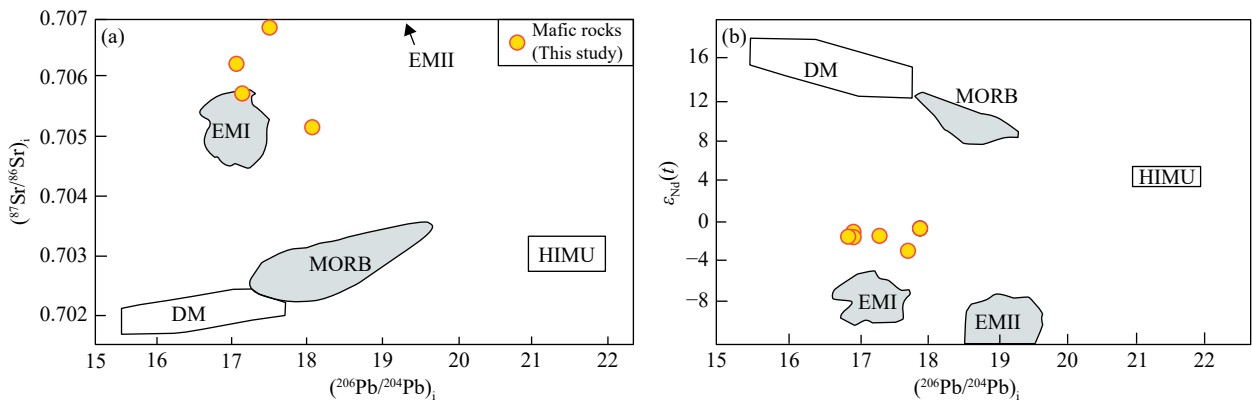 (a)
0.707
0.706
0.705
0.704
0.703
0.702
(⁸⁷Sr/⁸⁶Sr)ᵢ
EMII
Mafic rocks
(This study)
EMI
MORB
HIMU
DM
15
16
17
18
19
20
21
22
(²⁰⁶Pb/²⁰⁴Pb)ᵢ
(b)
16
12
8
4
0
−4
−8
εNd(t)
DM
MORB
HIMU
EMI
EMII
15
16
17
18
19
20
21
22
(²⁰⁶Pb/²⁰⁴Pb)ᵢ